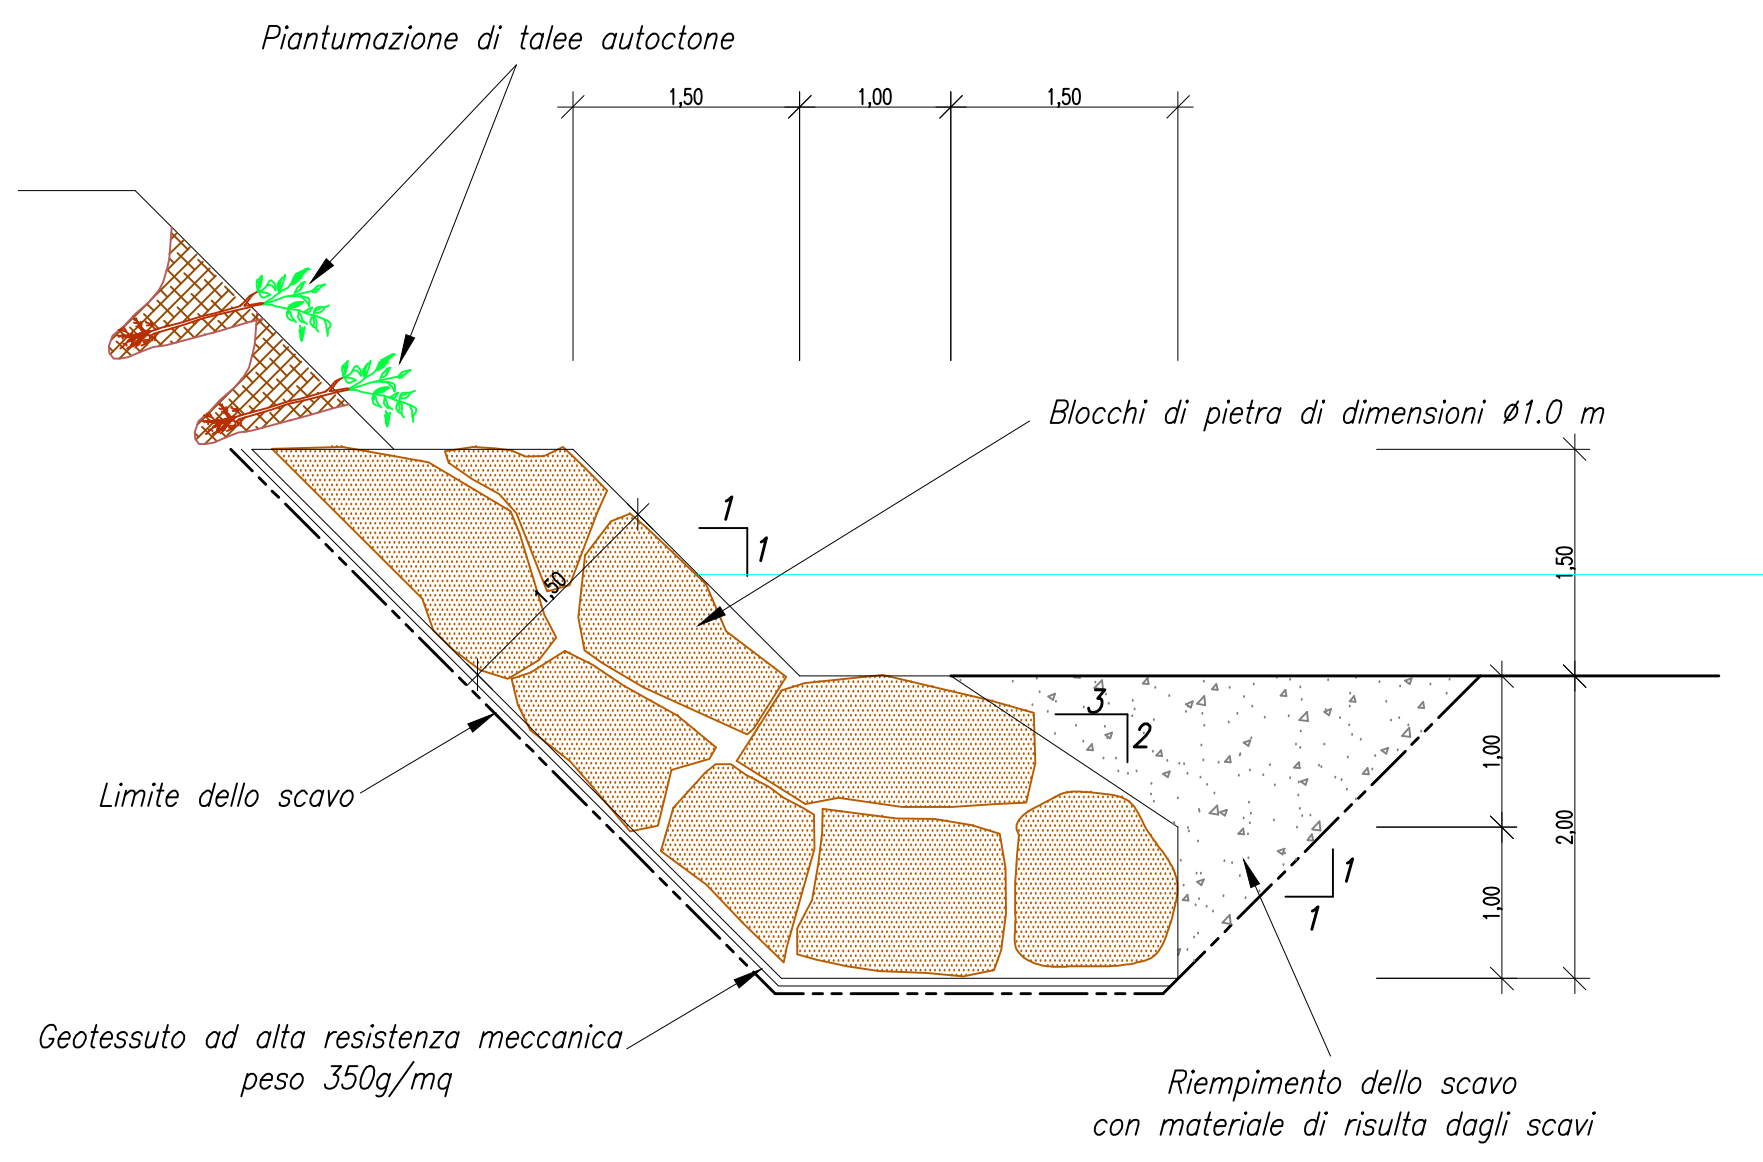 Piantumazione di talee autoctone
1,50
1,00
1,50
Blocchi di pietra di dimensioni ø1.0 m
1
1
1,50
1,50
3
2
1,00
2,00
Limite dello scavo
1
1
1,00
Geotessuto ad alta resistenza meccanica
peso 350g/mq
Riempimento dello scavo
con materiale di risulta dagli scavi